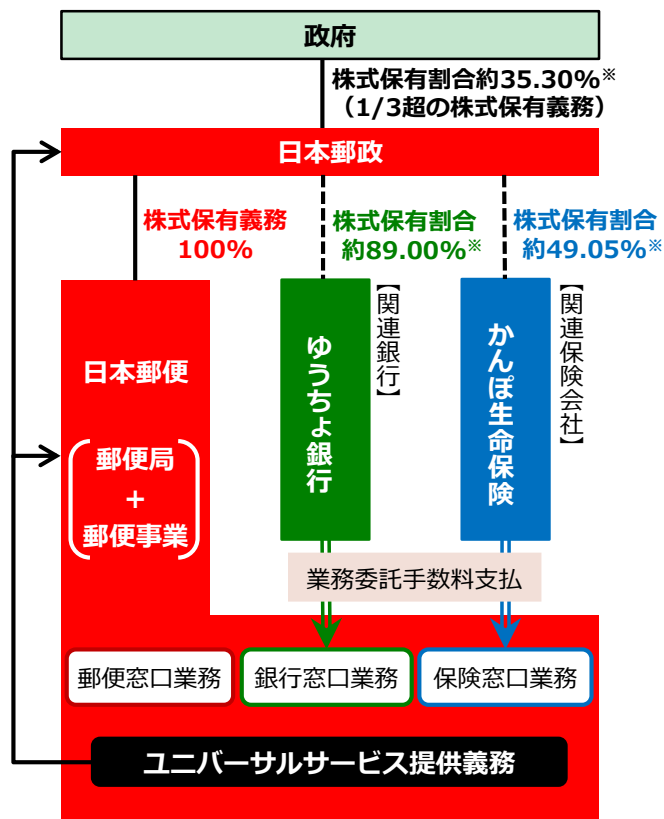 政府
株式保有割合約35.30%※
（1/3超の株式保有義務）
日本郵政
株式保有義務
100%
株式保有割合
約89.00%※
株式保有割合
約49.05%※
日本郵便
郵便局
+
郵便事業
ゆうちょ銀行
【関連銀行】
かんぽ生命保険
【関連保険会社】
業務委託手数料支払
郵便窓口業務
銀行窓口業務
保険窓口業務
ユニバーサルサービス提供義務